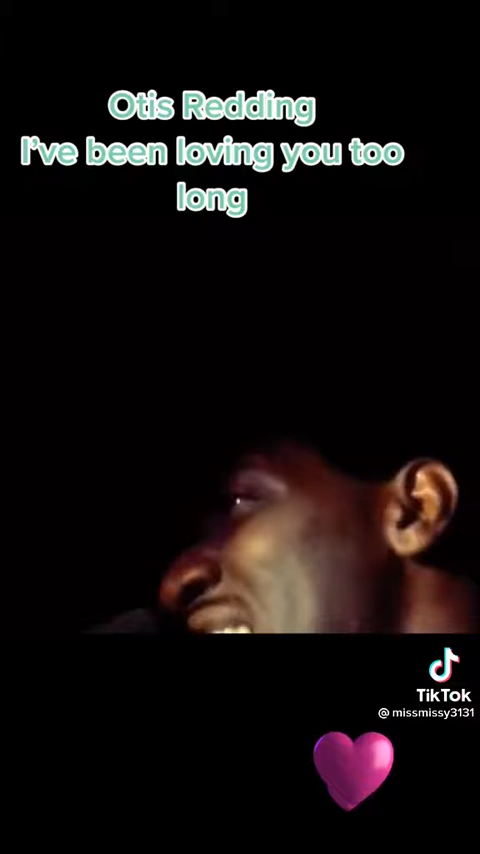 Otis Redding
I've been loving you too
long
TikTok
@missmissy3131